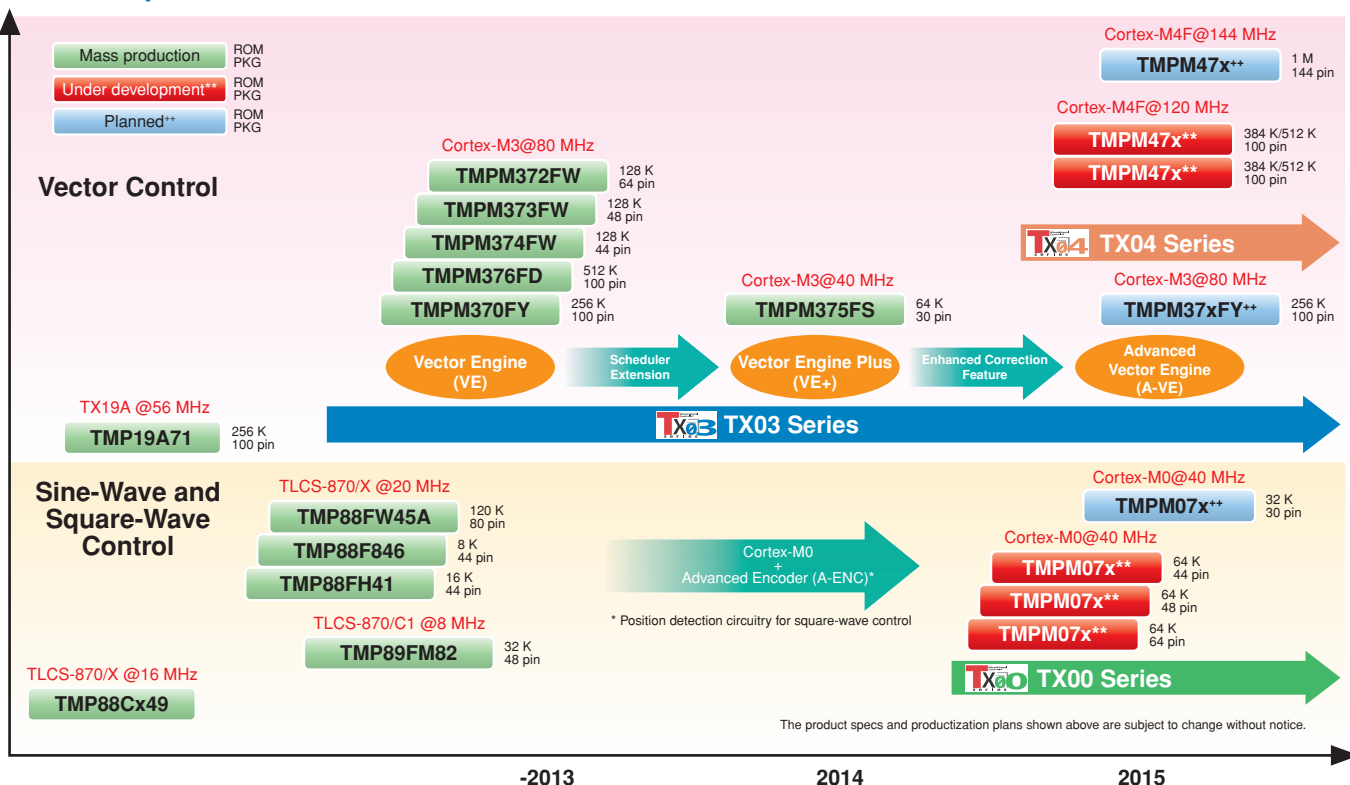 Mass production
ROM
PKG
Under development**
ROM
PKG
Planned++
ROM
PKG
Vector Control
Cortex-M3@80 MHz
TMPM372FW
128 K
64 pin
TMPM373FW
128 K
48 pin
TMPM374FW
128 K
44 pin
TMPM376FD
512 K
100 pin
TMPM370FY
256 K
100 pin
Cortex-M3@40 MHz
TMPM375FS
64 K
30 pin
Cortex-M4F@144 MHz
TMPM47x++
1 M
144 pin
Cortex-M4F@120 MHz
TMPM47x**
384 K/512 K
100 pin
TMPM47x**
384 K/512 K
100 pin
TX04
series
TX04 Series
Cortex-M3@80 MHz
TMPM37xFY++
256 K
100 pin
Vector Engine
(VE)
Scheduler
Extension
Vector Engine Plus
(VE+)
Enhanced Correction
Feature
Advanced
Vector Engine
(A-VE)
TX19A @56 MHz
TMP19A71
256 K
100 pin
TX03
series
TX03 Series
Sine-Wave and
Square-Wave
Control
TLCS-870/X @20 MHz
TMP88FW45A
120 K
80 pin
TMP88F846
8 K
44 pin
TMP88FH41
16 K
44 pin
TLCS-870/C1 @8 MHz
TMP89FM82
32 K
48 pin
TLCS-870/X @16 MHz
TMP88Cx49
Cortex-M0
+
Advanced Encoder (A-ENC)*
* Position detection circuitry for square-wave control
Cortex-M0@40 MHz
TMPM07x++
32 K
30 pin
Cortex-M0@40 MHz
TMPM07x**
64 K
44 pin
TMPM07x**
64 K
48 pin
TMPM07x**
64 K
64 pin
TX00
series
TX00 Series
The product specs and productization plans shown above are subject to change without notice.
-2013
2014
2015